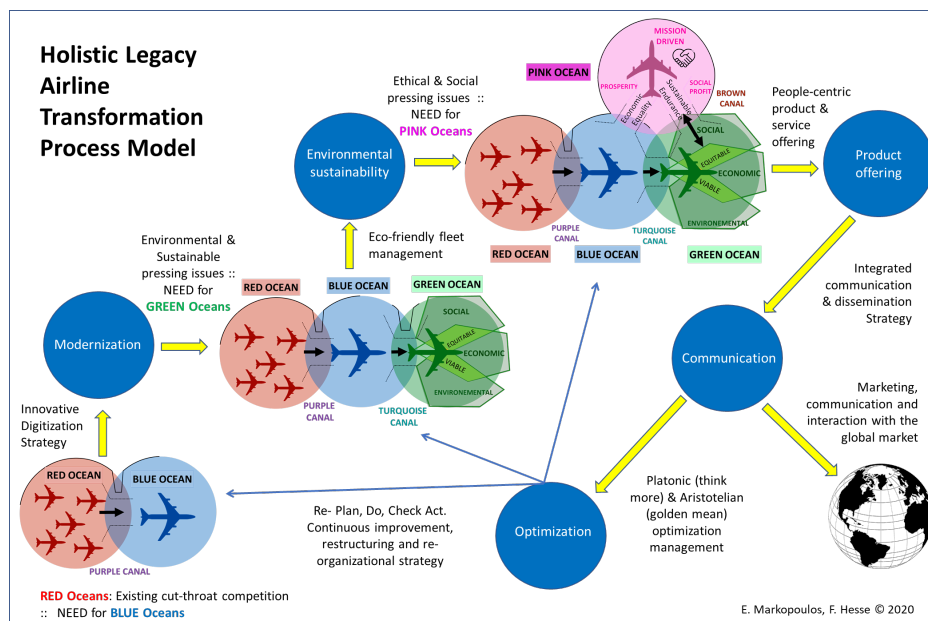 Holistic Legacy
Airline
Transformation
Process Model
Ethical & Social
pressing issues ::
NEED for
PINK Oceans
Environmental
sustainability
Eco-friendly fleet
management
PINK OCEAN
MISSION
DRIVEN
PROSPERITY
SOCIAL
PROFIT
Economic
Equality
Sustainable
Endurance
BROWN
CANAL
SOCIAL
EQUITABLE
ECONOMIC
VIABLE
ENVIRONEMENTAL
PURPLE
CANAL
TURQUOISE
CANAL
RED OCEAN
BLUE OCEAN
GREEN OCEAN
People-centric
product &
service
offering
Product
offering
Environmental &
Sustainable
pressing issues ::
NEED for
GREEN Oceans
Modernization
RED OCEAN
BLUE OCEAN
GREEN OCEAN
SOCIAL
EQUITABLE
ECONOMIC
VIABLE
ENVIRONEMENTAL
PURPLE
CANAL
TURQUOISE
CANAL
Integrated
communication
& dissemination
Strategy
Communication
Marketing,
communication and
interaction with the
global market
Innovative
Digitization
Strategy
RED OCEAN
BLUE OCEAN
PURPLE CANAL
Re- Plan, Do, Check Act.
Continuous improvement,
restructuring and re-
organizational strategy
Optimization
Platonic (think
more) & Aristotelian
(golden mean)
optimization
management
RED Oceans: Existing cut-throat competition
:: NEED for BLUE Oceans
E. Markopoulos, F. Hesse © 2020